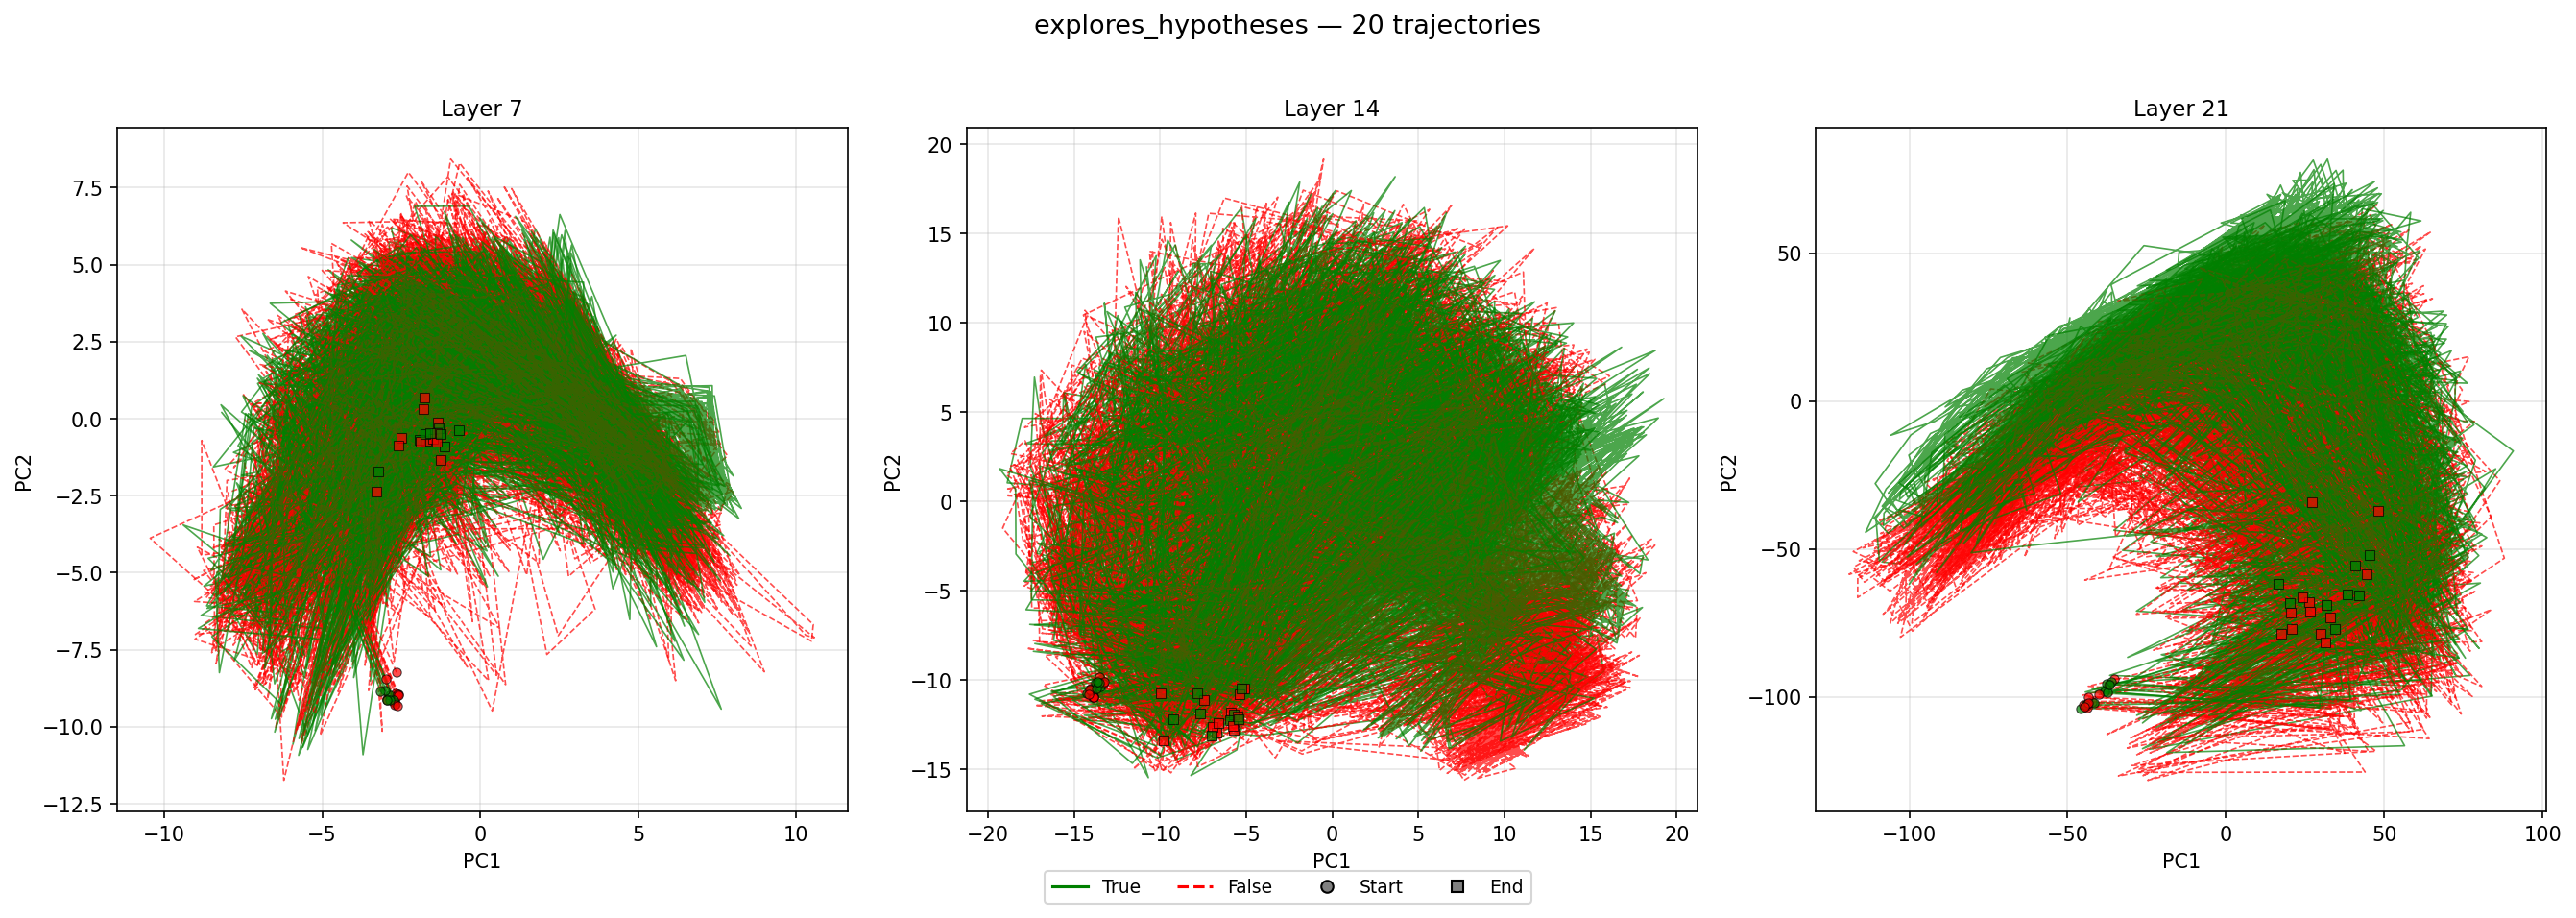 explores_hypotheses — 20 trajectories
Layer 7
Layer 14
Layer 21
7.5
5.0
2.5
0.0
−2.5
−5.0
−7.5
−10.0
−12.5
PC2
−10
−5
0
5
10
PC1
20
15
10
5
0
−5
−10
−15
PC2
−20
−15
−10
−5
0
5
10
15
20
PC1
50
0
−50
−100
PC2
−100
−50
0
50
100
PC1
True
False
Start
End